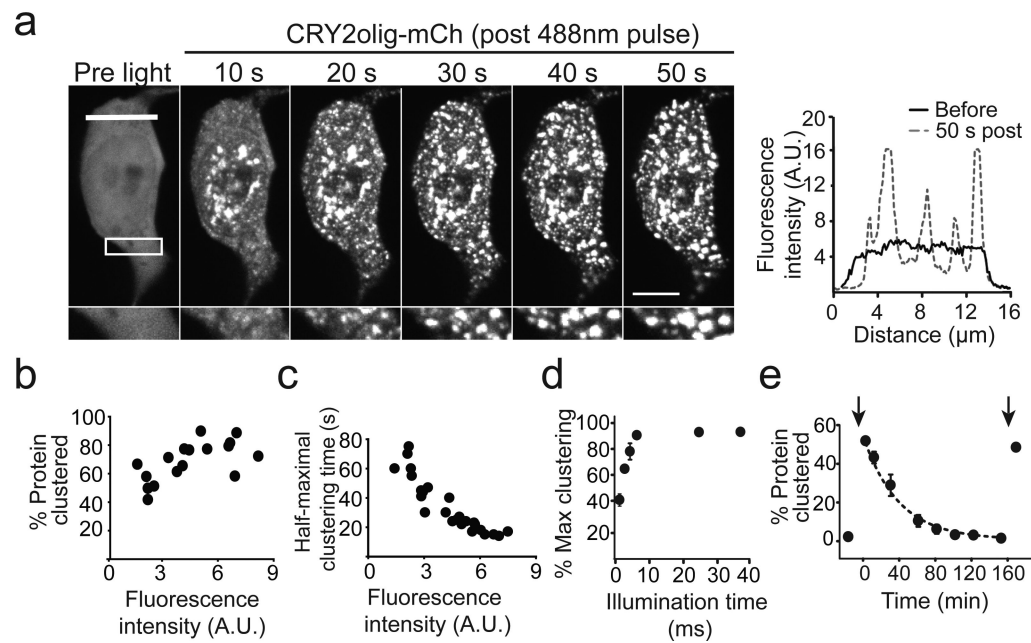 a
CRY2olig-mCh (post 488nm pulse)
Pre light 10 s 20 s 30 s 40 s 50 s
Before
50 s post
Fluorescence
intensity (A.U.)
20
16
12
8
4
0 4 8 12 16
Distance (µm)
b
% Protein
clustered
100
80
60
40
20
0 3 6 9
Fluorescence
intensity (A.U.)
c
Half-maximal
clustering time (s)
80
60
40
20
0 3 6 9
Fluorescence
intensity (A.U.)
d
% Max clustering
100
80
60
40
20
0 10 20 30 40
Illumination time
(ms)
e
% Protein
clustered
60
40
20
0
0 40 80 120 160
Time (min)